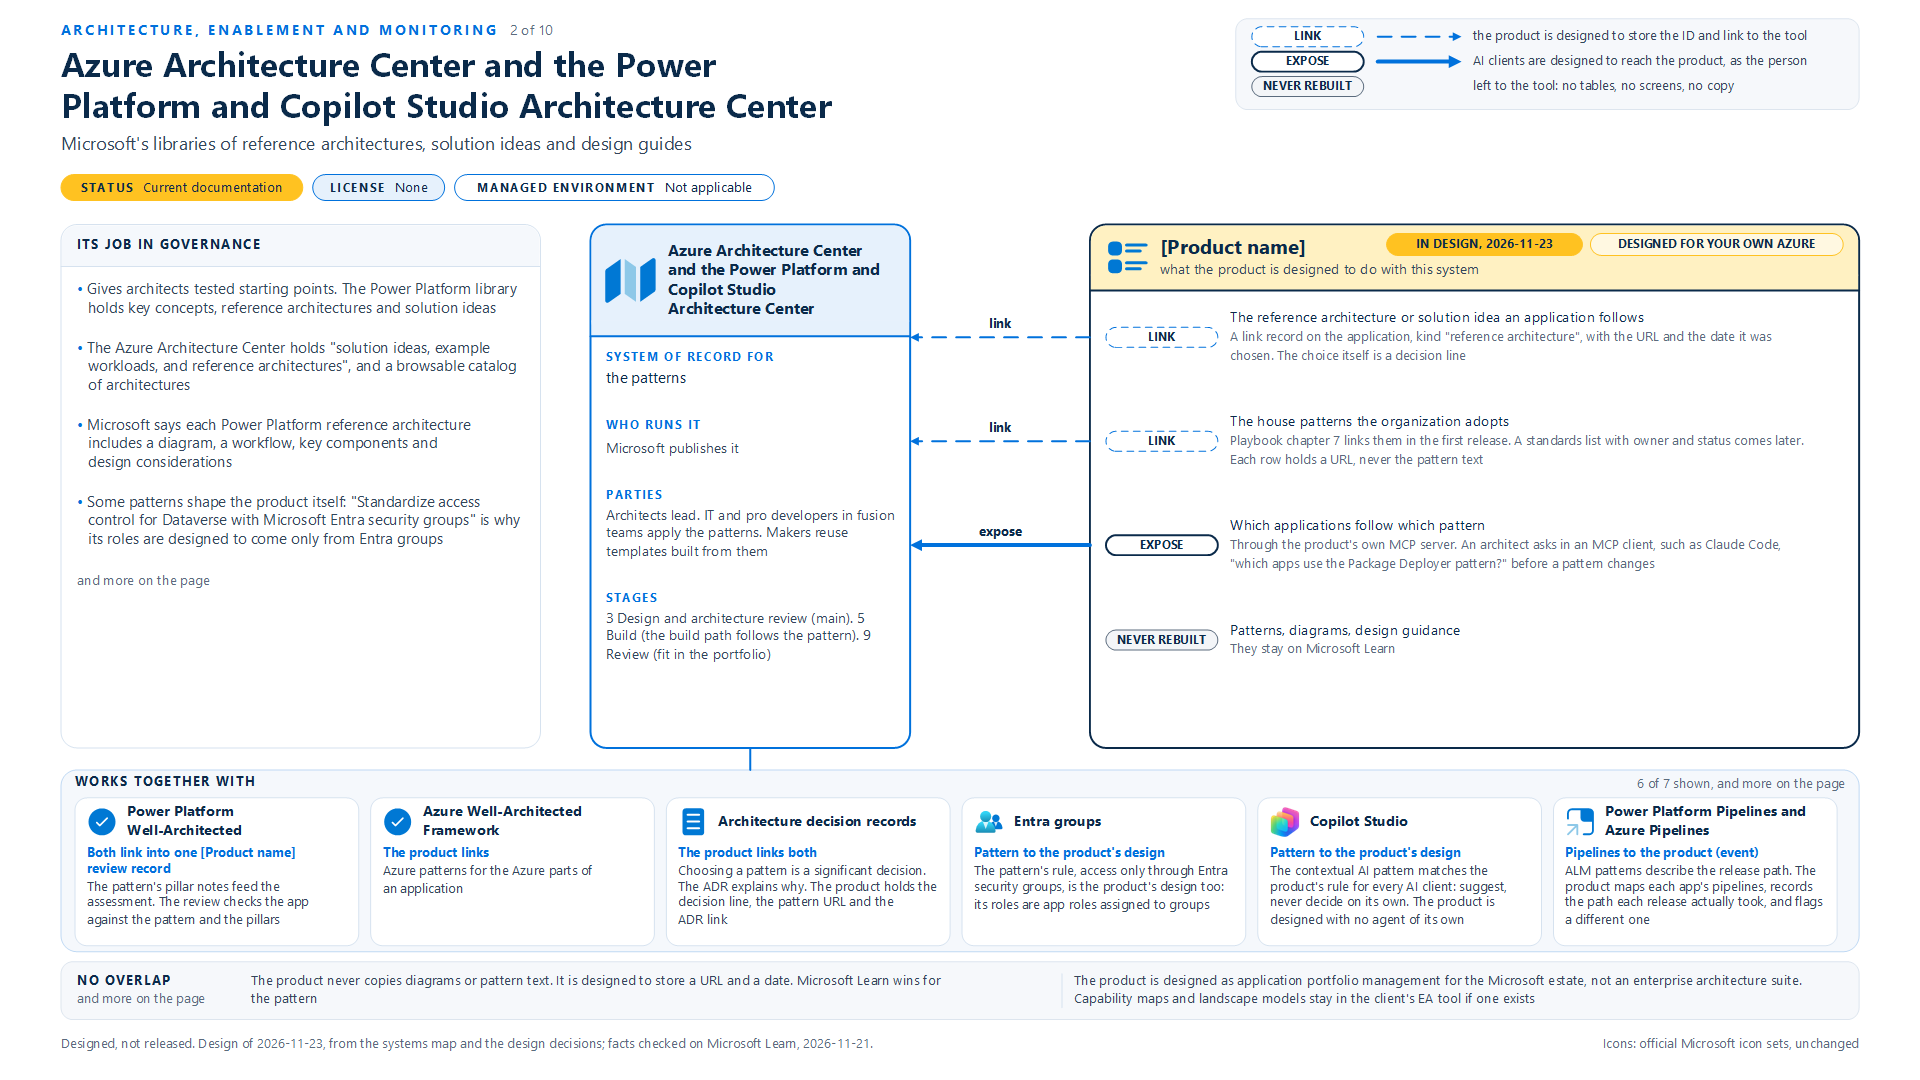 ARCHITECTURE, ENABLEMENT AND MONITORING 2 of 10
Azure Architecture Center and the Power
Platform and Copilot Studio Architecture Center
Microsoft's libraries of reference architectures, solution ideas and design guides
STATUS Current documentation
LICENSE None
MANAGED ENVIRONMENT Not applicable
LINK the product is designed to store the ID and link to the tool
EXPOSE AI clients are designed to reach the product, as the person
NEVER REBUILT left to the tool: no tables, no screens, no copy
ITS JOB IN GOVERNANCE
• Gives architects tested starting points. The Power Platform library
holds key concepts, reference architectures and solution ideas
• The Azure Architecture Center holds "solution ideas, example
workloads, and reference architectures", and a browsable catalog
of architectures
• Microsoft says each Power Platform reference architecture
includes a diagram, a workflow, key components and
design considerations
• Some patterns shape the product itself: "Standardize access
control for Dataverse with Microsoft Entra security groups" is why
its roles are designed to come only from Entra groups
and more on the page
Azure Architecture Center
and the Power Platform and
Copilot Studio
Architecture Center
SYSTEM OF RECORD FOR
the patterns
WHO RUNS IT
Microsoft publishes it
PARTIES
Architects lead. IT and pro developers in fusion
teams apply the patterns. Makers reuse
templates built from them
STAGES
3 Design and architecture review (main). 5
Build (the build path follows the pattern). 9
Review (fit in the portfolio)
link
link
expose
[Product name]
what the product is designed to do with this system
IN DESIGN, 2026-11-23
DESIGNED FOR YOUR OWN AZURE
LINK
The reference architecture or solution idea an application follows
A link record on the application, kind "reference architecture", with the URL and the date it was
chosen. The choice itself is a decision line
LINK
The house patterns the organization adopts
Playbook chapter 7 links them in the first release. A standards list with owner and status comes later.
Each row holds a URL, never the pattern text
EXPOSE
Which applications follow which pattern
Through the product's own MCP server. An architect asks in an MCP client, such as Claude Code,
"which apps use the Package Deployer pattern?" before a pattern changes
NEVER REBUILT
Patterns, diagrams, design guidance
They stay on Microsoft Learn
WORKS TOGETHER WITH
6 of 7 shown, and more on the page
Power Platform
Well-Architected
Both link into one [Product name]
review record
The pattern's pillar notes feed the
assessment. The review checks the app
against the pattern and the pillars
Azure Well-Architected
Framework
The product links
Azure patterns for the Azure parts of
an application
Architecture decision records
The product links both
Choosing a pattern is a significant decision.
The ADR explains why. The product holds the
decision line, the pattern URL and the
ADR link
Entra groups
Pattern to the product's design
The pattern's rule, access only through Entra
security groups, is the product's design too:
its roles are app roles assigned to groups
Copilot Studio
Pattern to the product's design
The contextual AI pattern matches the
product's rule for every AI client: suggest,
never decide on its own. The product is
designed with no agent of its own
Power Platform Pipelines and
Azure Pipelines
Pipelines to the product (event)
ALM patterns describe the release path. The
product maps each app's pipelines, records
the path each release actually took, and flags
a different one
NO OVERLAP
and more on the page
The product never copies diagrams or pattern text. It is designed to store a URL and a date. Microsoft Learn wins for
the pattern
The product is designed as application portfolio management for the Microsoft estate, not an enterprise architecture suite.
Capability maps and landscape models stay in the client's EA tool if one exists
Designed, not released. Design of 2026-11-23, from the systems map and the design decisions; facts checked on Microsoft Learn, 2026-11-21.
Icons: official Microsoft icon sets, unchanged